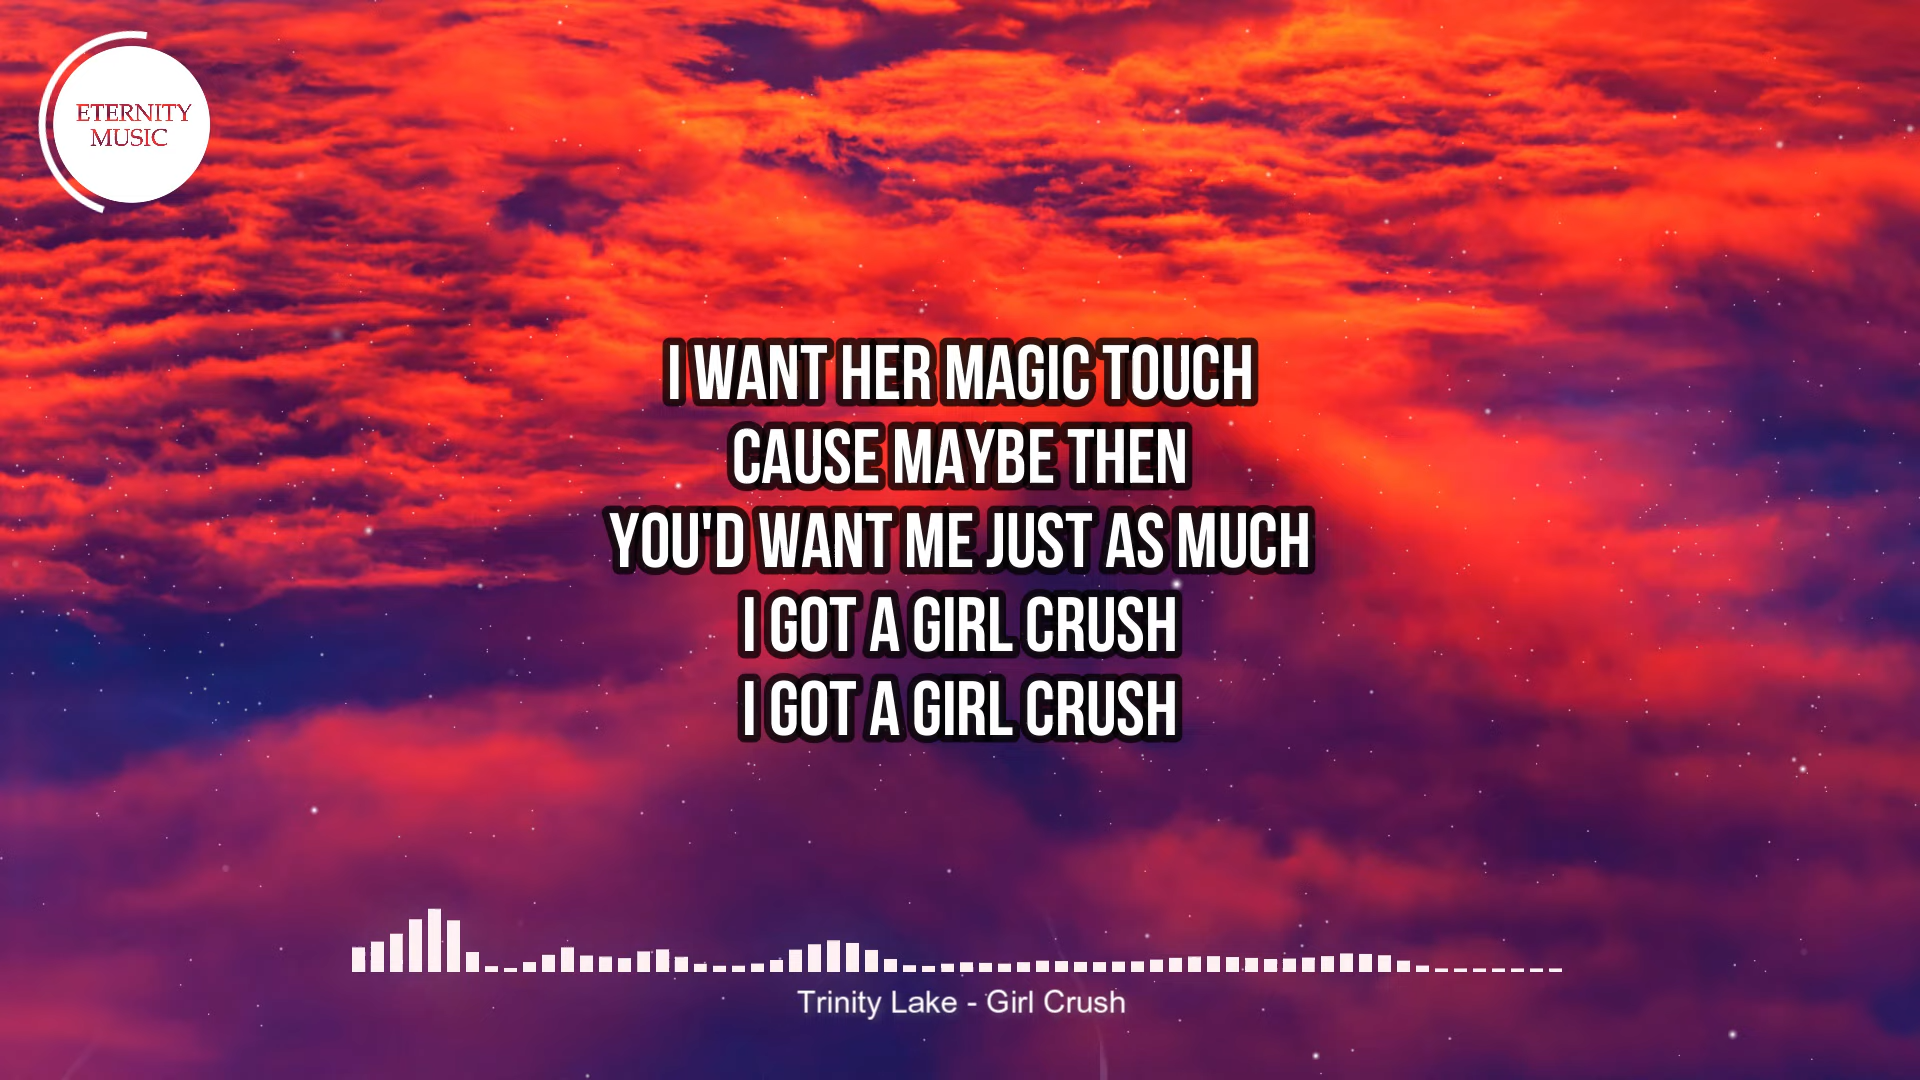 ETERNITY
MUSIC
I WANT HER MAGIC TOUCH
CAUSE MAYBE THEN
YOU'D WANT ME JUST AS MUCH
I GOT A GIRL CRUSH
I GOT A GIRL CRUSH
Trinity Lake - Girl Crush